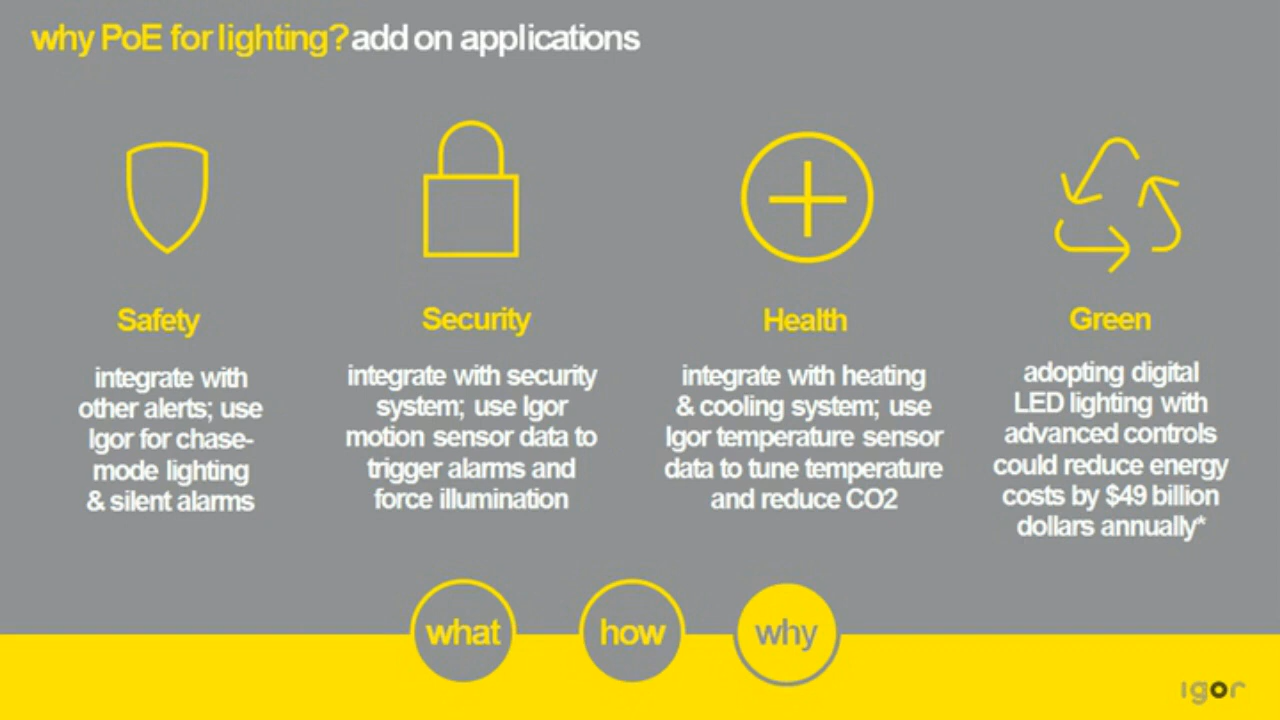 why PoE for lighting? add on applications
Safety
integrate with
other alerts; use
Igor for chase-
mode lighting
& silent alarms
Security
integrate with security
system; use Igor
motion sensor data to
trigger alarms and
force illumination
Health
integrate with heating
& cooling system; use
Igor temperature sensor
data to tune temperature
and reduce CO2
Green
adopting digital
LED lighting with
advanced controls
could reduce energy
costs by $49 billion
dollars annually*
what
how
why
igor